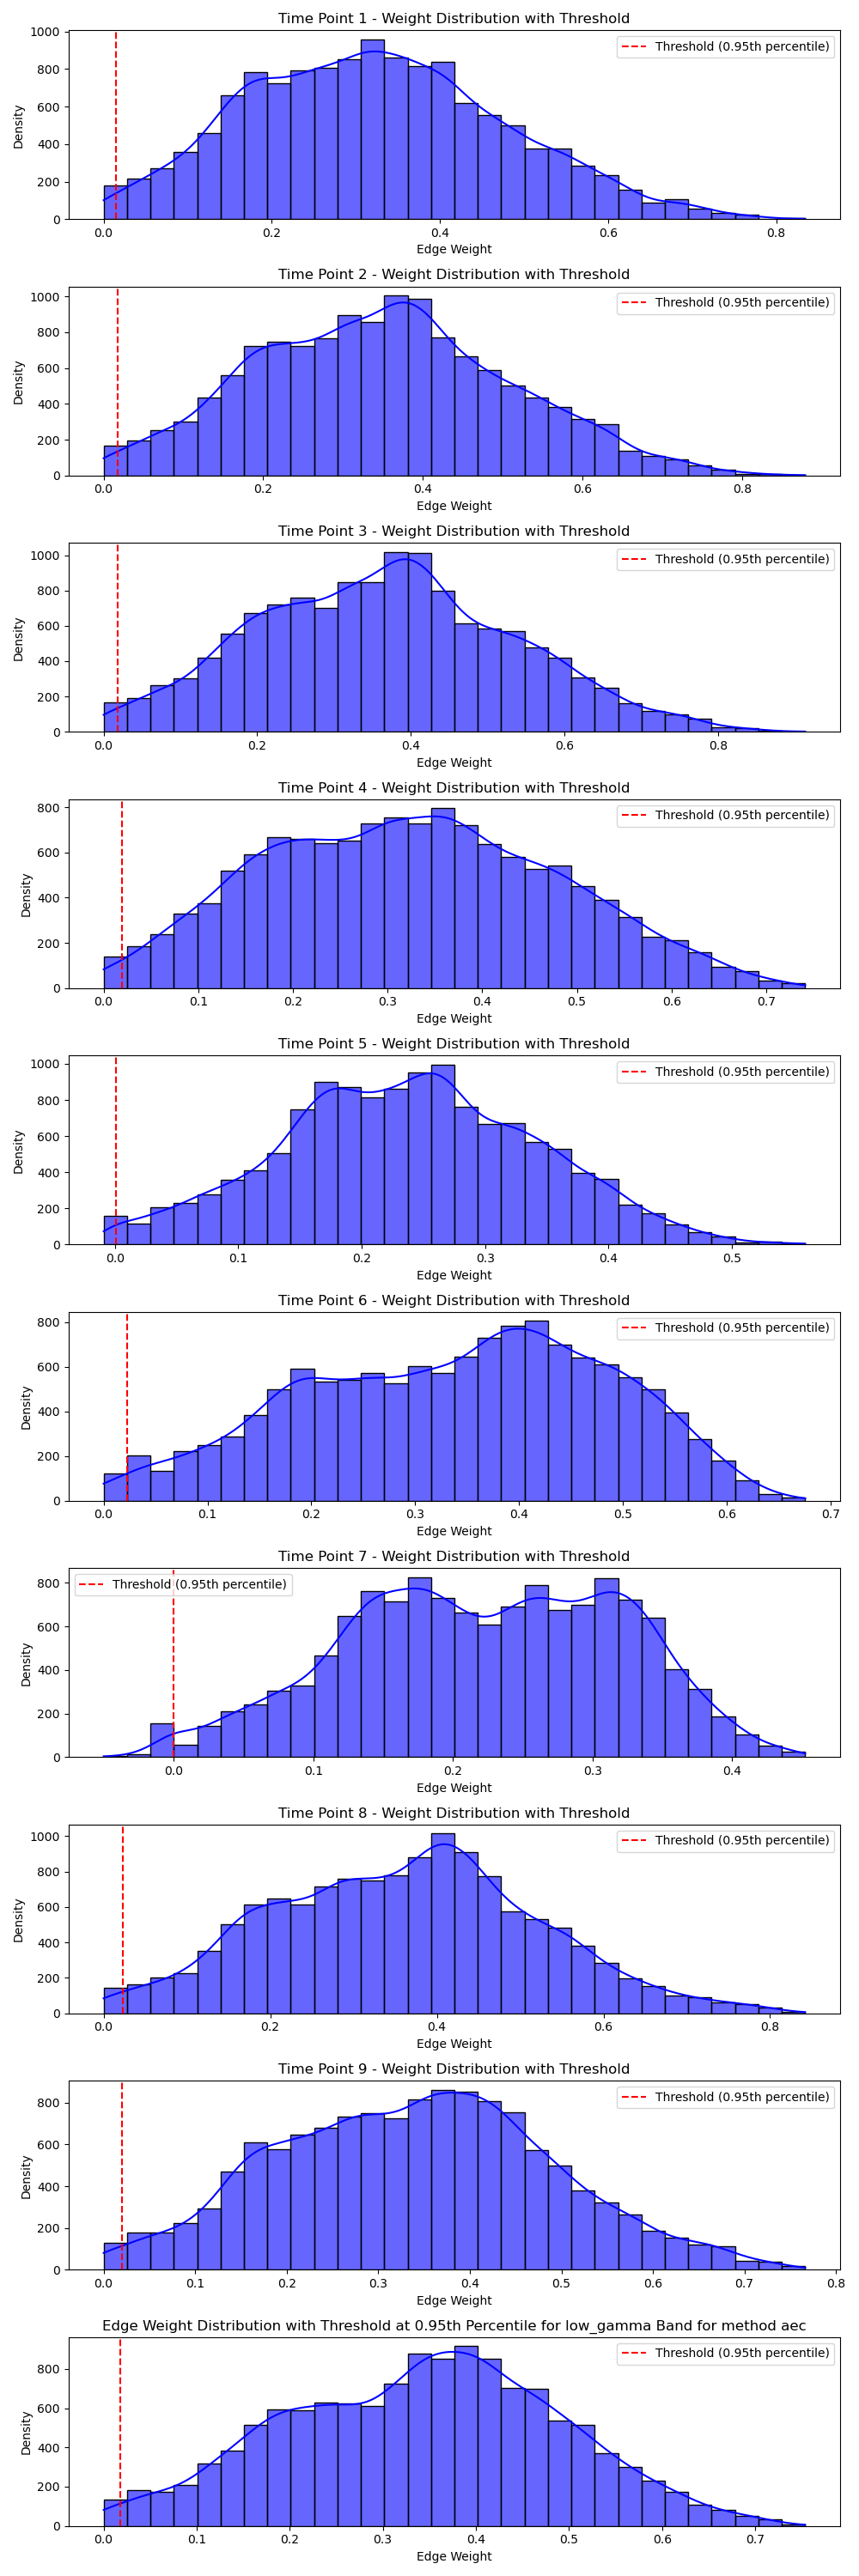 Time Point 1 - Weight Distribution with Threshold
Threshold (0.95th percentile)
1000
800
600
400
200
0
Density
0.0 0.2 0.4 0.6 0.8
Edge Weight
Time Point 2 - Weight Distribution with Threshold
Threshold (0.95th percentile)
1000
800
600
400
200
0
Density
0.0 0.2 0.4 0.6 0.8
Edge Weight
Time Point 3 - Weight Distribution with Threshold
Threshold (0.95th percentile)
1000
800
600
400
200
0
Density
0.0 0.2 0.4 0.6 0.8
Edge Weight
Time Point 4 - Weight Distribution with Threshold
Threshold (0.95th percentile)
800
600
400
200
0
Density
0.0 0.1 0.2 0.3 0.4 0.5 0.6 0.7
Edge Weight
Time Point 5 - Weight Distribution with Threshold
Threshold (0.95th percentile)
1000
800
600
400
200
0
Density
0.0 0.1 0.2 0.3 0.4 0.5
Edge Weight
Time Point 6 - Weight Distribution with Threshold
Threshold (0.95th percentile)
800
600
400
200
0
Density
0.0 0.1 0.2 0.3 0.4 0.5 0.6 0.7
Edge Weight
Time Point 7 - Weight Distribution with Threshold
Threshold (0.95th percentile)
800
600
400
200
0
Density
0.0 0.1 0.2 0.3 0.4
Edge Weight
Time Point 8 - Weight Distribution with Threshold
Threshold (0.95th percentile)
1000
800
600
400
200
0
Density
0.0 0.2 0.4 0.6 0.8
Edge Weight
Time Point 9 - Weight Distribution with Threshold
Threshold (0.95th percentile)
800
600
400
200
0
Density
0.0 0.1 0.2 0.3 0.4 0.5 0.6 0.7 0.8
Edge Weight
Edge Weight Distribution with Threshold at 0.95th Percentile for low_gamma Band for method aec
Threshold (0.95th percentile)
800
600
400
200
0
Density
0.0 0.1 0.2 0.3 0.4 0.5 0.6 0.7
Edge Weight